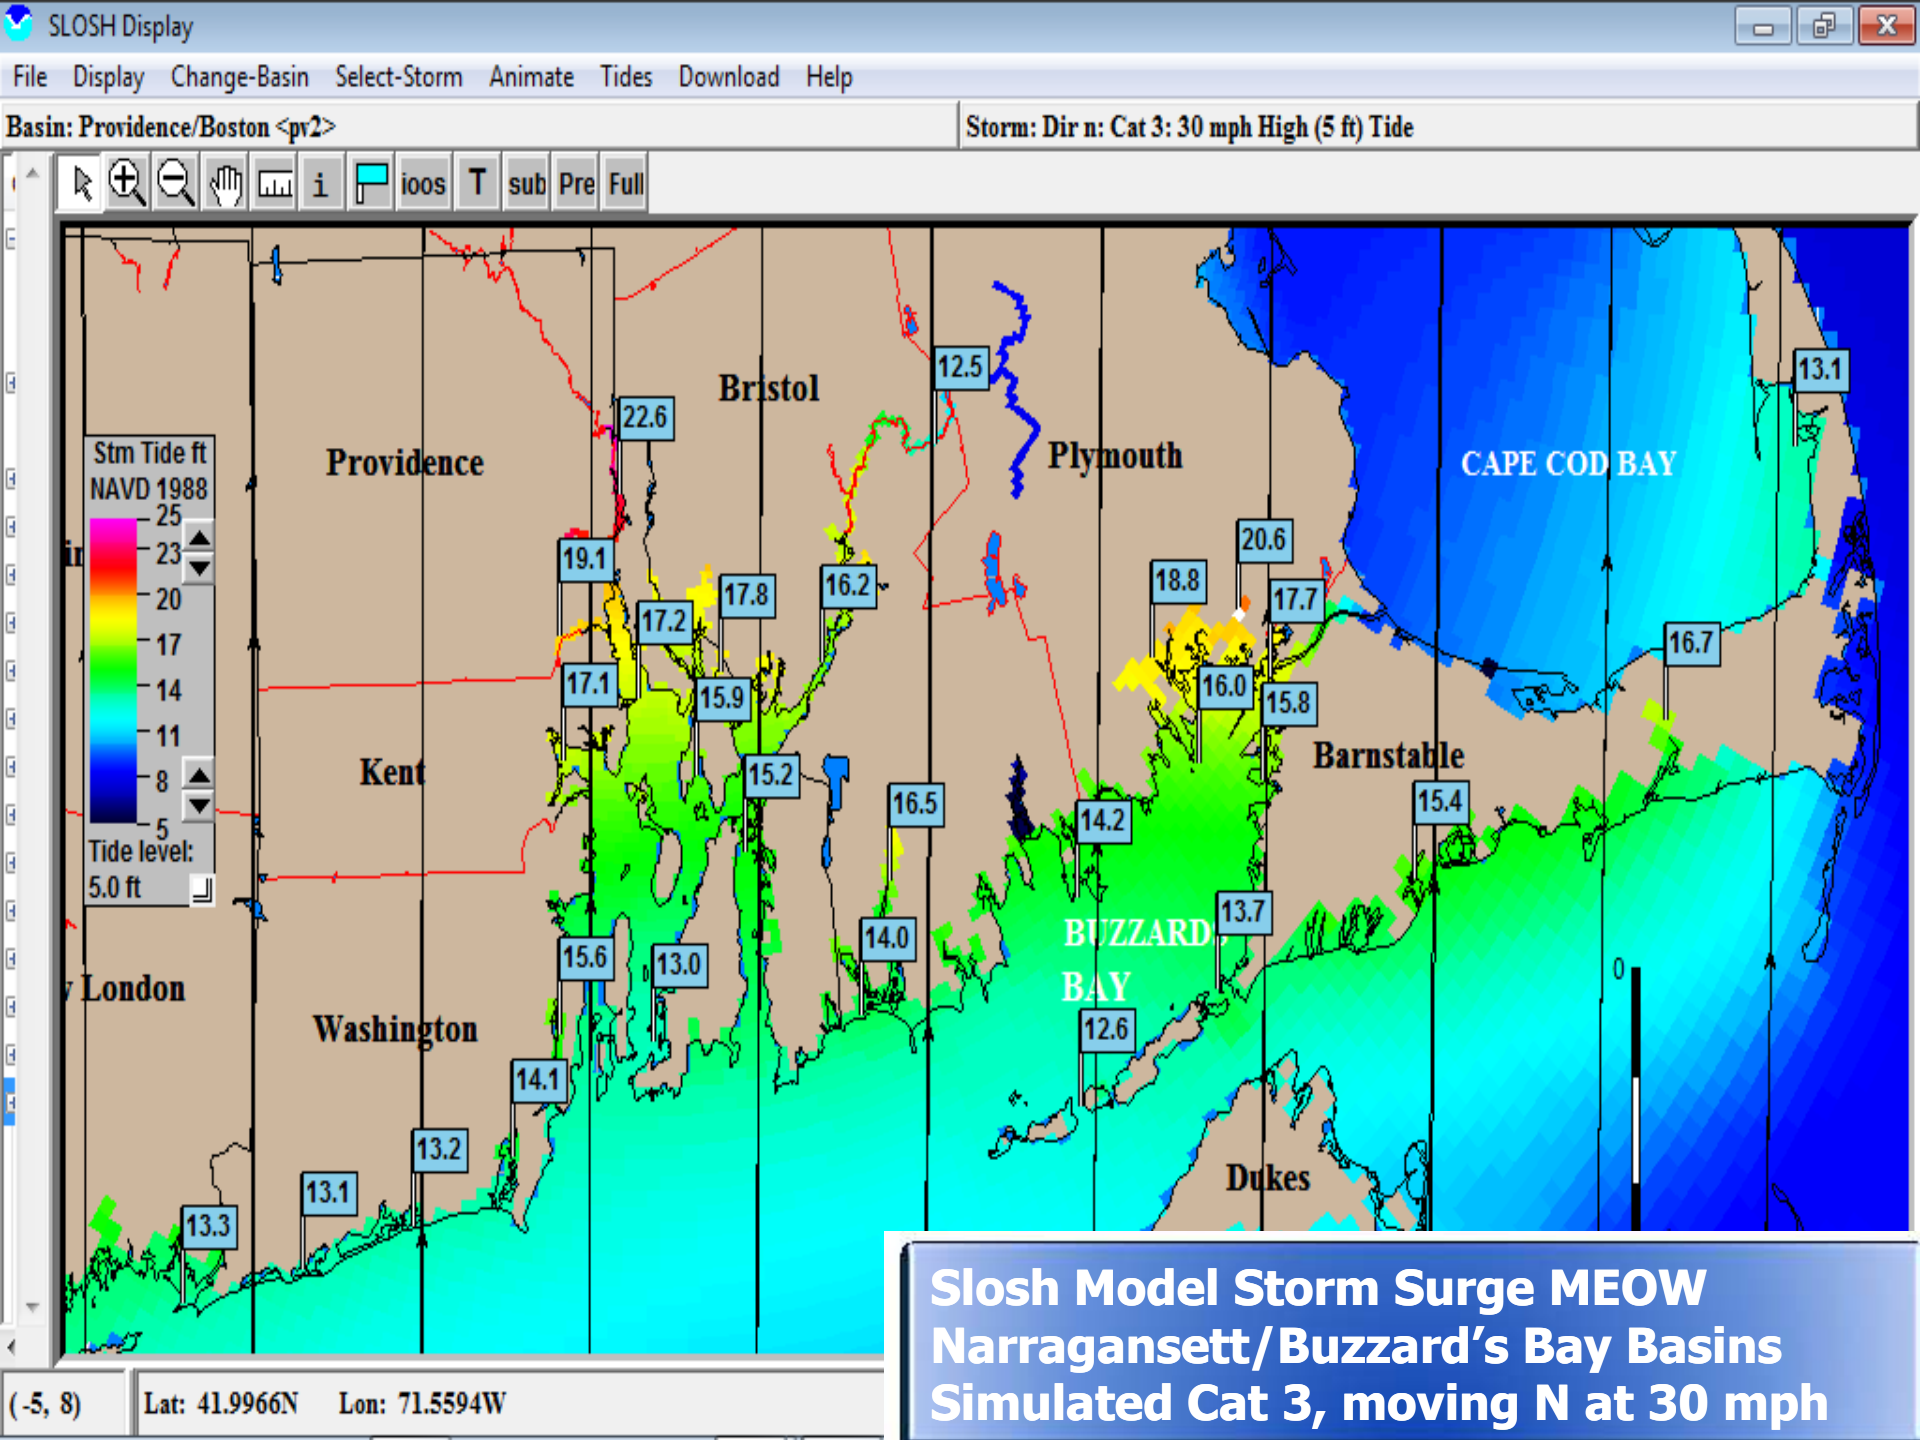 SLOSH Display
File Display Change-Basin Select-Storm Animate Tides Download Help
Basin: Providence/Boston <pv2>
Storm: Dir n: Cat 3: 30 mph High (5 ft) Tide
i ioos T sub Pre Full
12.5
13.1
Bristol
22.6
Providence
Plymouth
CAPE COD BAY
Stm Tide ft
NAVD 1988
25
23
20
17
14
11
8
5
Tide level:
5.0 ft
20.6
19.1
17.8
16.2
18.8
17.7
17.2
16.7
17.1
15.9
16.0
15.8
Barnstable
Kent
15.2
16.5
14.2
15.4
13.7
BUZZARDS
BAY
14.0
15.6
13.0
0
London
Washington
12.6
14.1
13.2
Dukes
13.1
13.3
Slosh Model Storm Surge MEOW
Narragansett/Buzzard's Bay Basins
Simulated Cat 3, moving N at 30 mph
( -5, 8)
Lat: 41.9966N Lon: 71.5594W